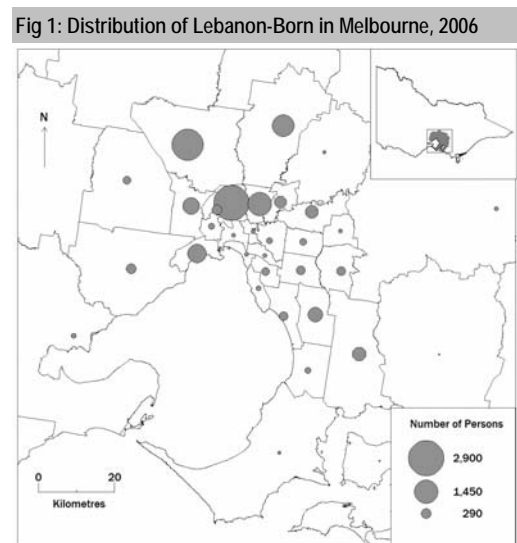 Fig 1: Distribution of Lebanon-Born in Melbourne, 2006
N
Number of Persons
2,900
1,450
290
0 20
Kilometres